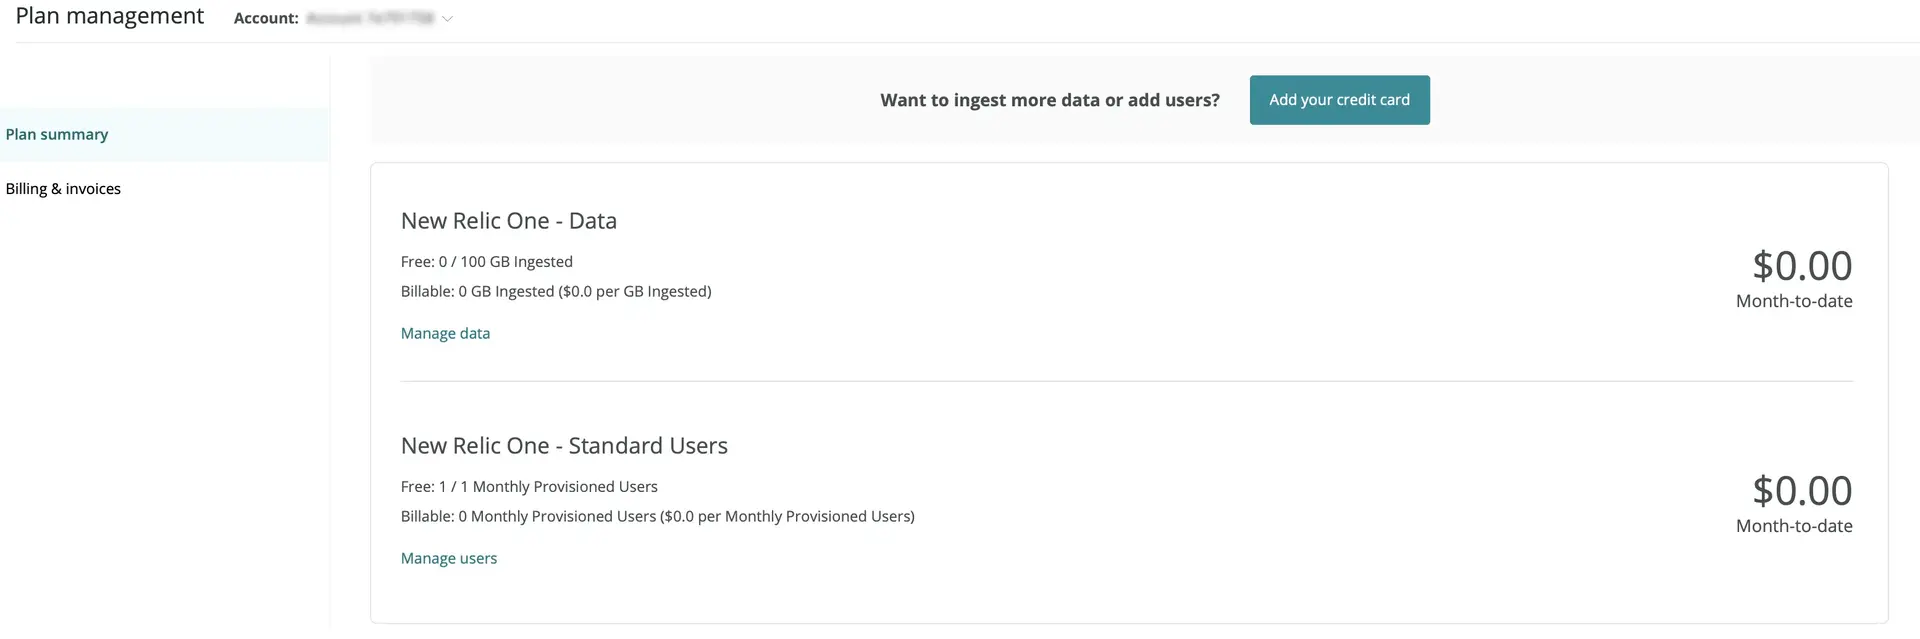 Plan management
Account:
Plan summary
Billing & invoices
Want to ingest more data or add users?
Add your credit card
New Relic One - Data
Free: 0 / 100 GB Ingested
Billable: 0 GB Ingested ($0.0 per GB Ingested)
Manage data
$0.00
Month-to-date
New Relic One - Standard Users
Free: 1 / 1 Monthly Provisioned Users
Billable: 0 Monthly Provisioned Users ($0.0 per Monthly Provisioned Users)
Manage users
$0.00
Month-to-date